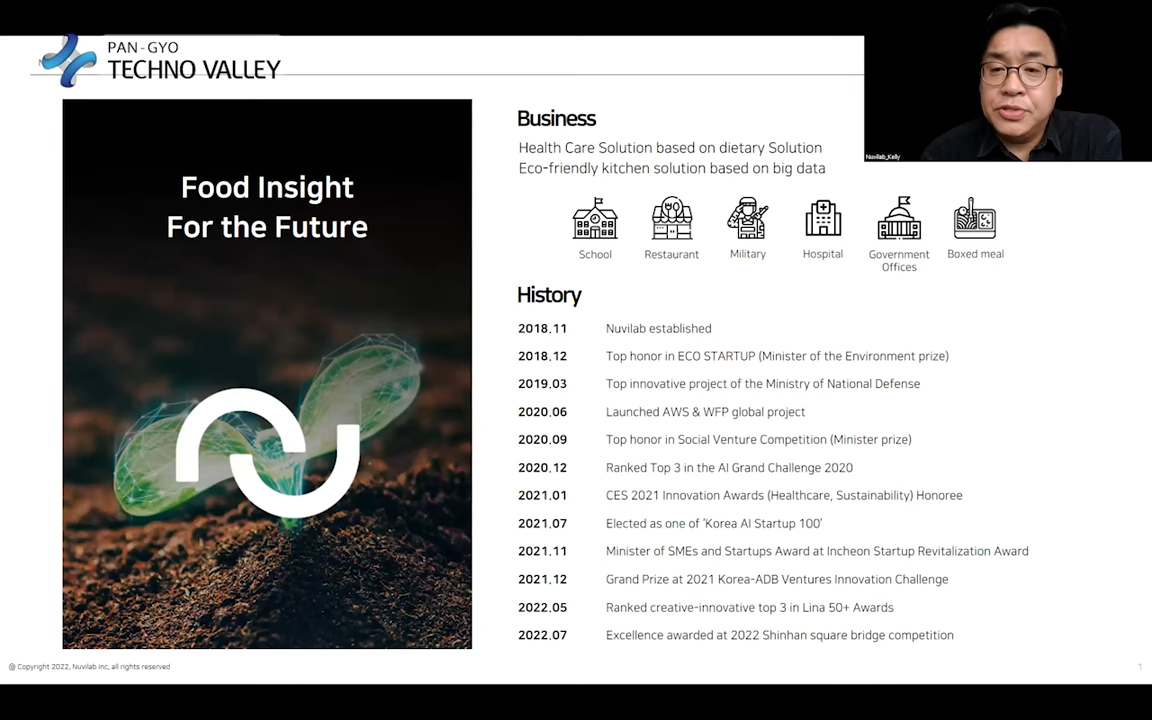 PAN-GYO
TECHNO VALLEY
Food Insight
For the Future
Business
Health Care Solution based on dietary Solution
Eco-friendly kitchen solution based on big data
School
Restaurant
Military
Hospital
Government
Offices
Boxed meal
History
2018.11 Nuvilab established
2018.12 Top honor in ECO STARTUP (Minister of the Environment prize)
2019.03 Top innovative project of the Ministry of National Defense
2020.06 Launched AWS & WFP global project
2020.09 Top honor in Social Venture Competition (Minister prize)
2020.12 Ranked Top 3 in the AI Grand Challenge 2020
2021.01 CES 2021 Innovation Awards (Healthcare, Sustainability) Honoree
2021.07 Elected as one of 'Korea AI Startup 100'
2021.11 Minister of SMEs and Startups Award at Incheon Startup Revitalization Award
2021.12 Grand Prize at 2021 Korea-ADB Ventures Innovation Challenge
2022.05 Ranked creative-innovative top 3 in Lina 50+ Awards
2022.07 Excellence awarded at 2022 Shinhan square bridge competition
Nuvilab_Kelly
@ Copyright 2022, Nuvilab inc, all rights reserved
1